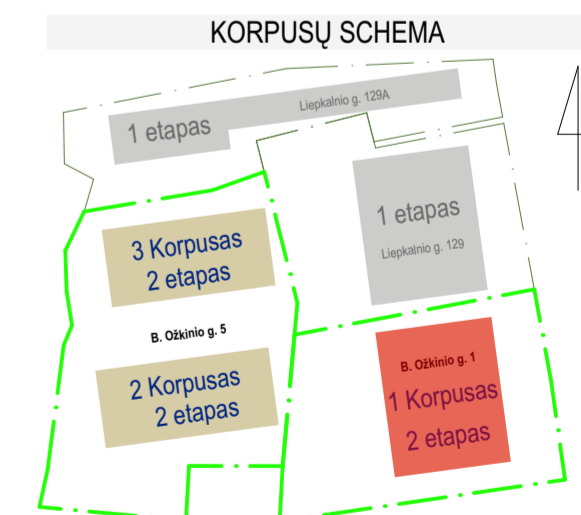 KORPUSŲ SCHEMA
Liepkalnio g. 129A
1 etapas
1 etapas
Liepkalnio g. 129
3 Korpusas
2 etapas
B. Ožkinio g. 5
2 Korpusas
2 etapas
B. Ožkinio g. 1
1 Korpusas
2 etapas